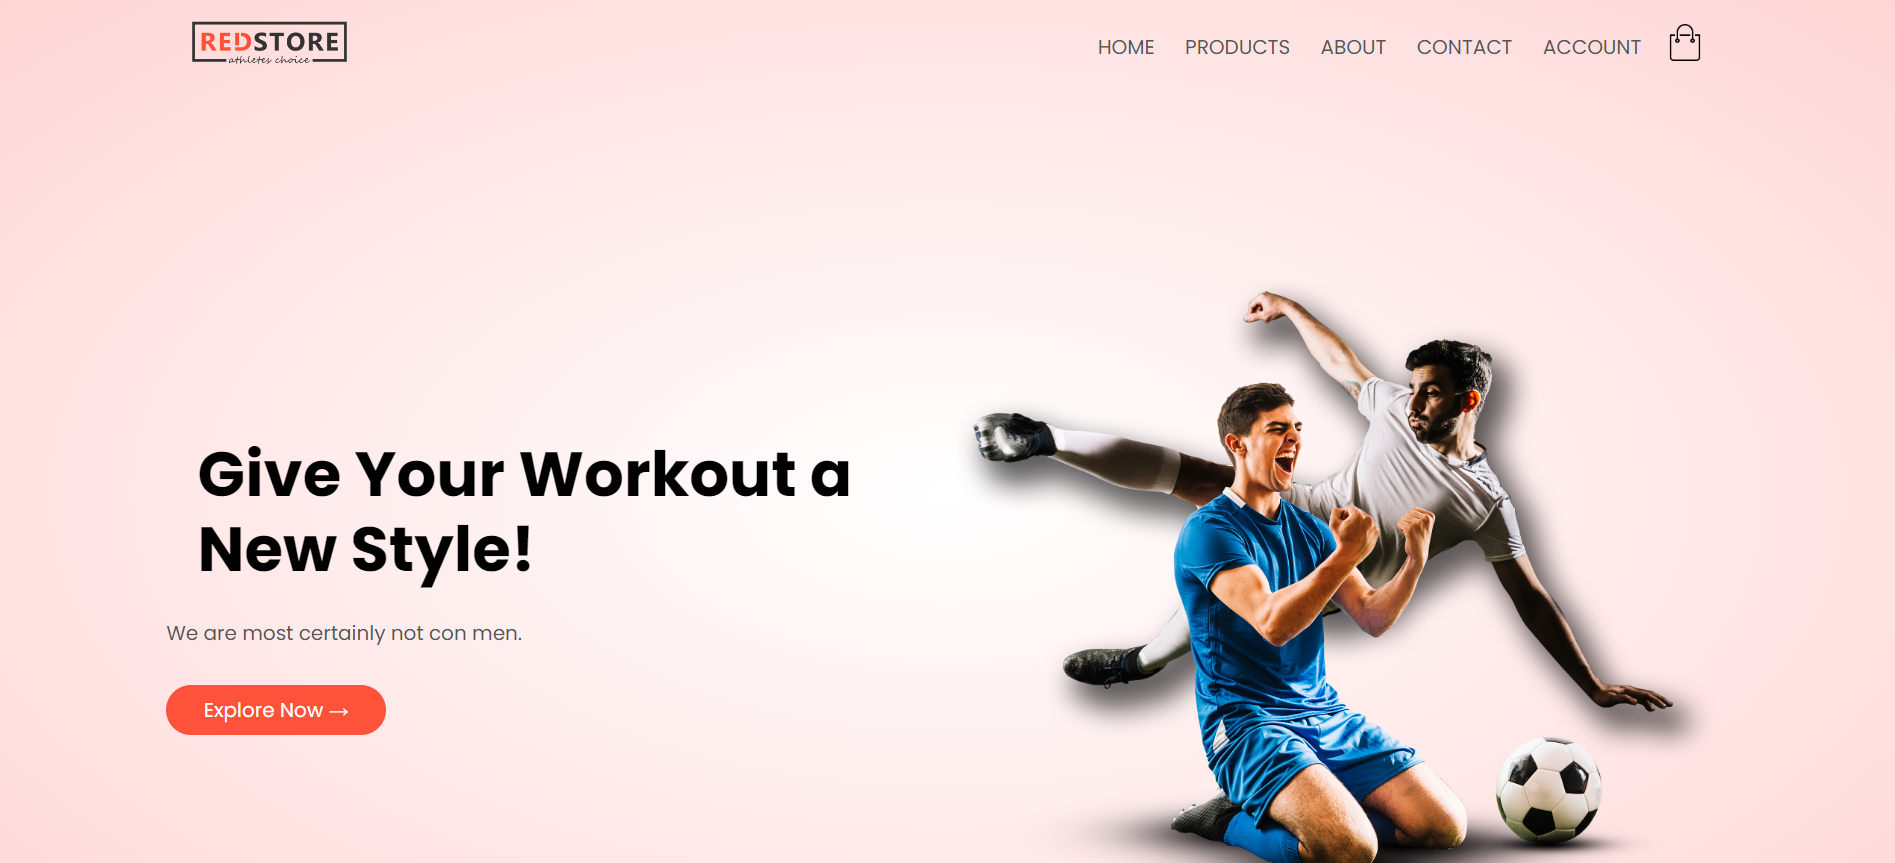 REDSTORE
athletes choice
HOME PRODUCTS ABOUT CONTACT ACCOUNT
Give Your Workout a
New Style!
We are most certainly not con men.
Explore Now →